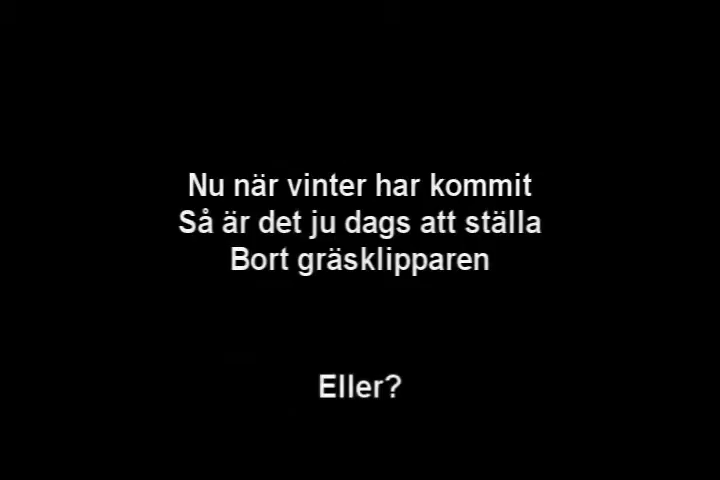 Nu när vinter har kommit
Så är det ju dags att ställa
Bort gräsklipparen
Eller?